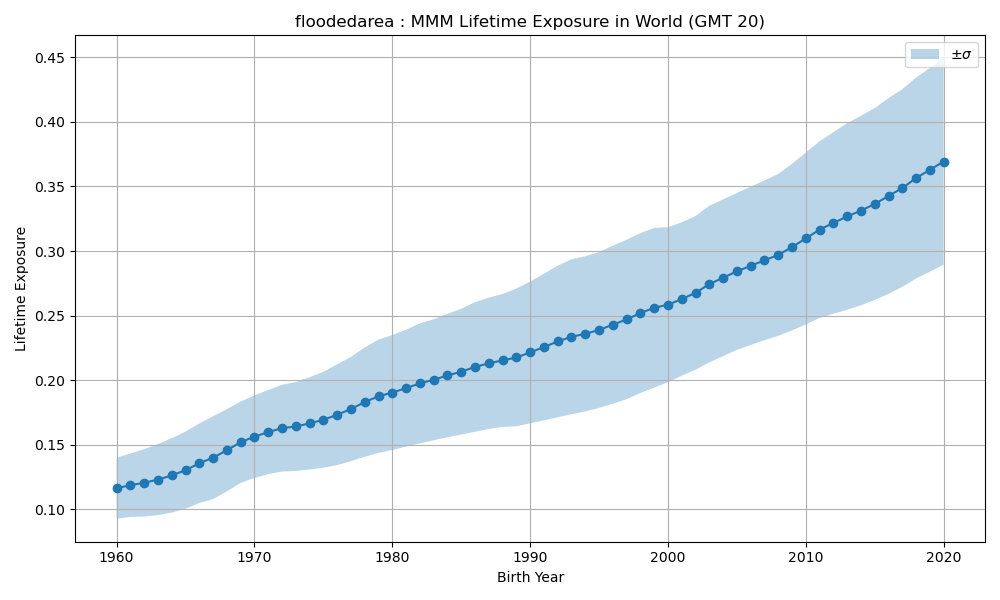 floodedarea : MMM Lifetime Exposure in World (GMT 20)
±σ
Lifetime Exposure
0.45
0.40
0.35
0.30
0.25
0.20
0.15
0.10
1960 1970 1980 1990 2000 2010 2020
Birth Year